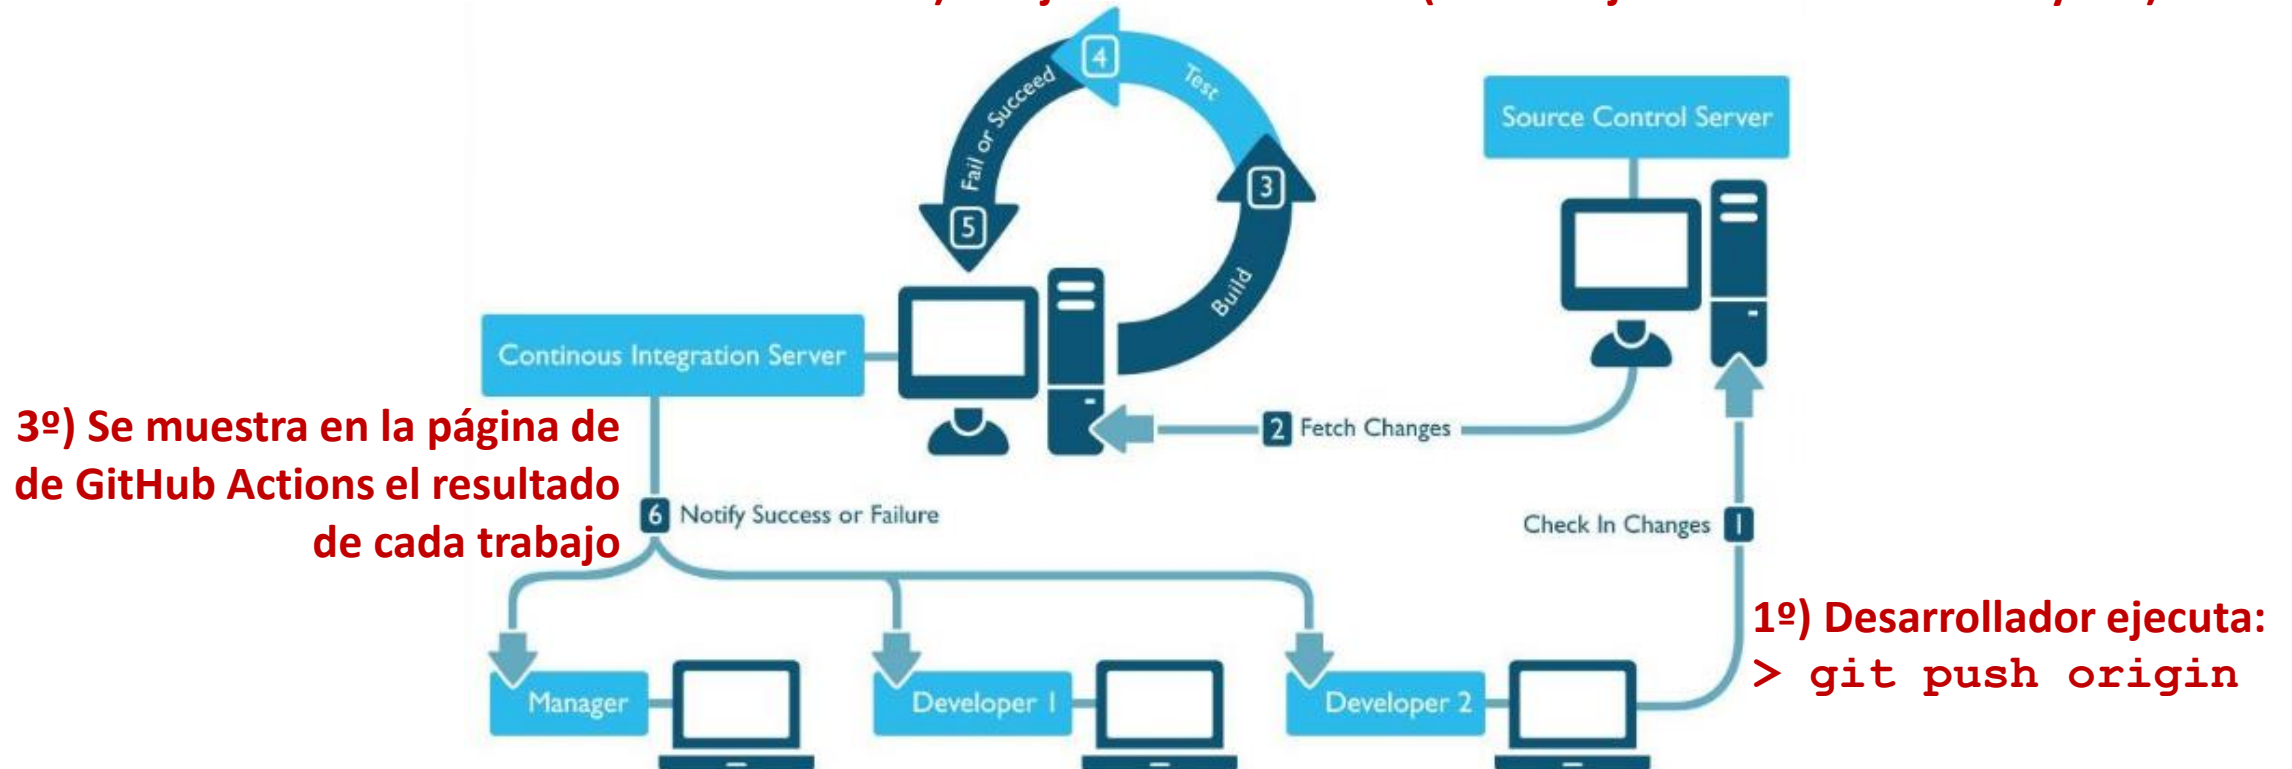 4
Test
Fail or Succeed
Source Control Server
3
5
Build
Continous Integration Server
3º) Se muestra en la página de
de GitHub Actions el resultado
de cada trabajo
2 Fetch Changes
6 Notify Success or Failure
Check In Changes 1
1º) Desarrollador ejecuta:
> git push origin
Manager
Developer 1
Developer 2